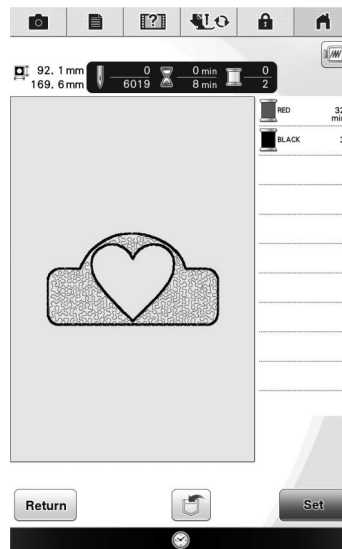 92.1 mm
169.6 mm
0
6019
0 min
8 min
0
2
RED
BLACK
Return
Set